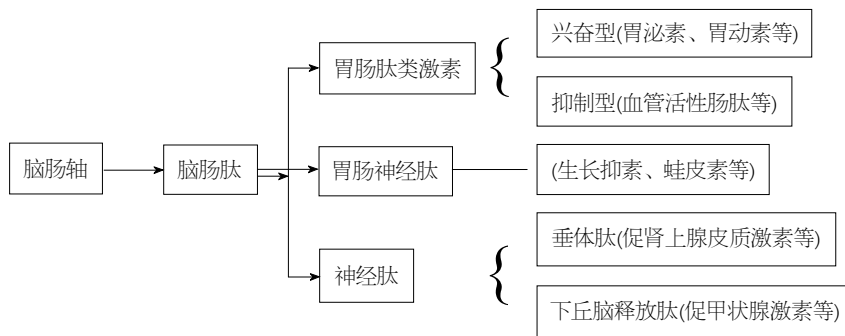 兴奋型(胃泌素、胃动素等)
胃肠肽类激素
抑制型(血管活性肠肽等)
脑肠轴
脑肠肽
胃肠神经肽
(生长抑素、蛙皮素等)
垂体肽(促肾上腺皮质激素等)
神经肽
下丘脑释放肽(促甲状腺激素等)